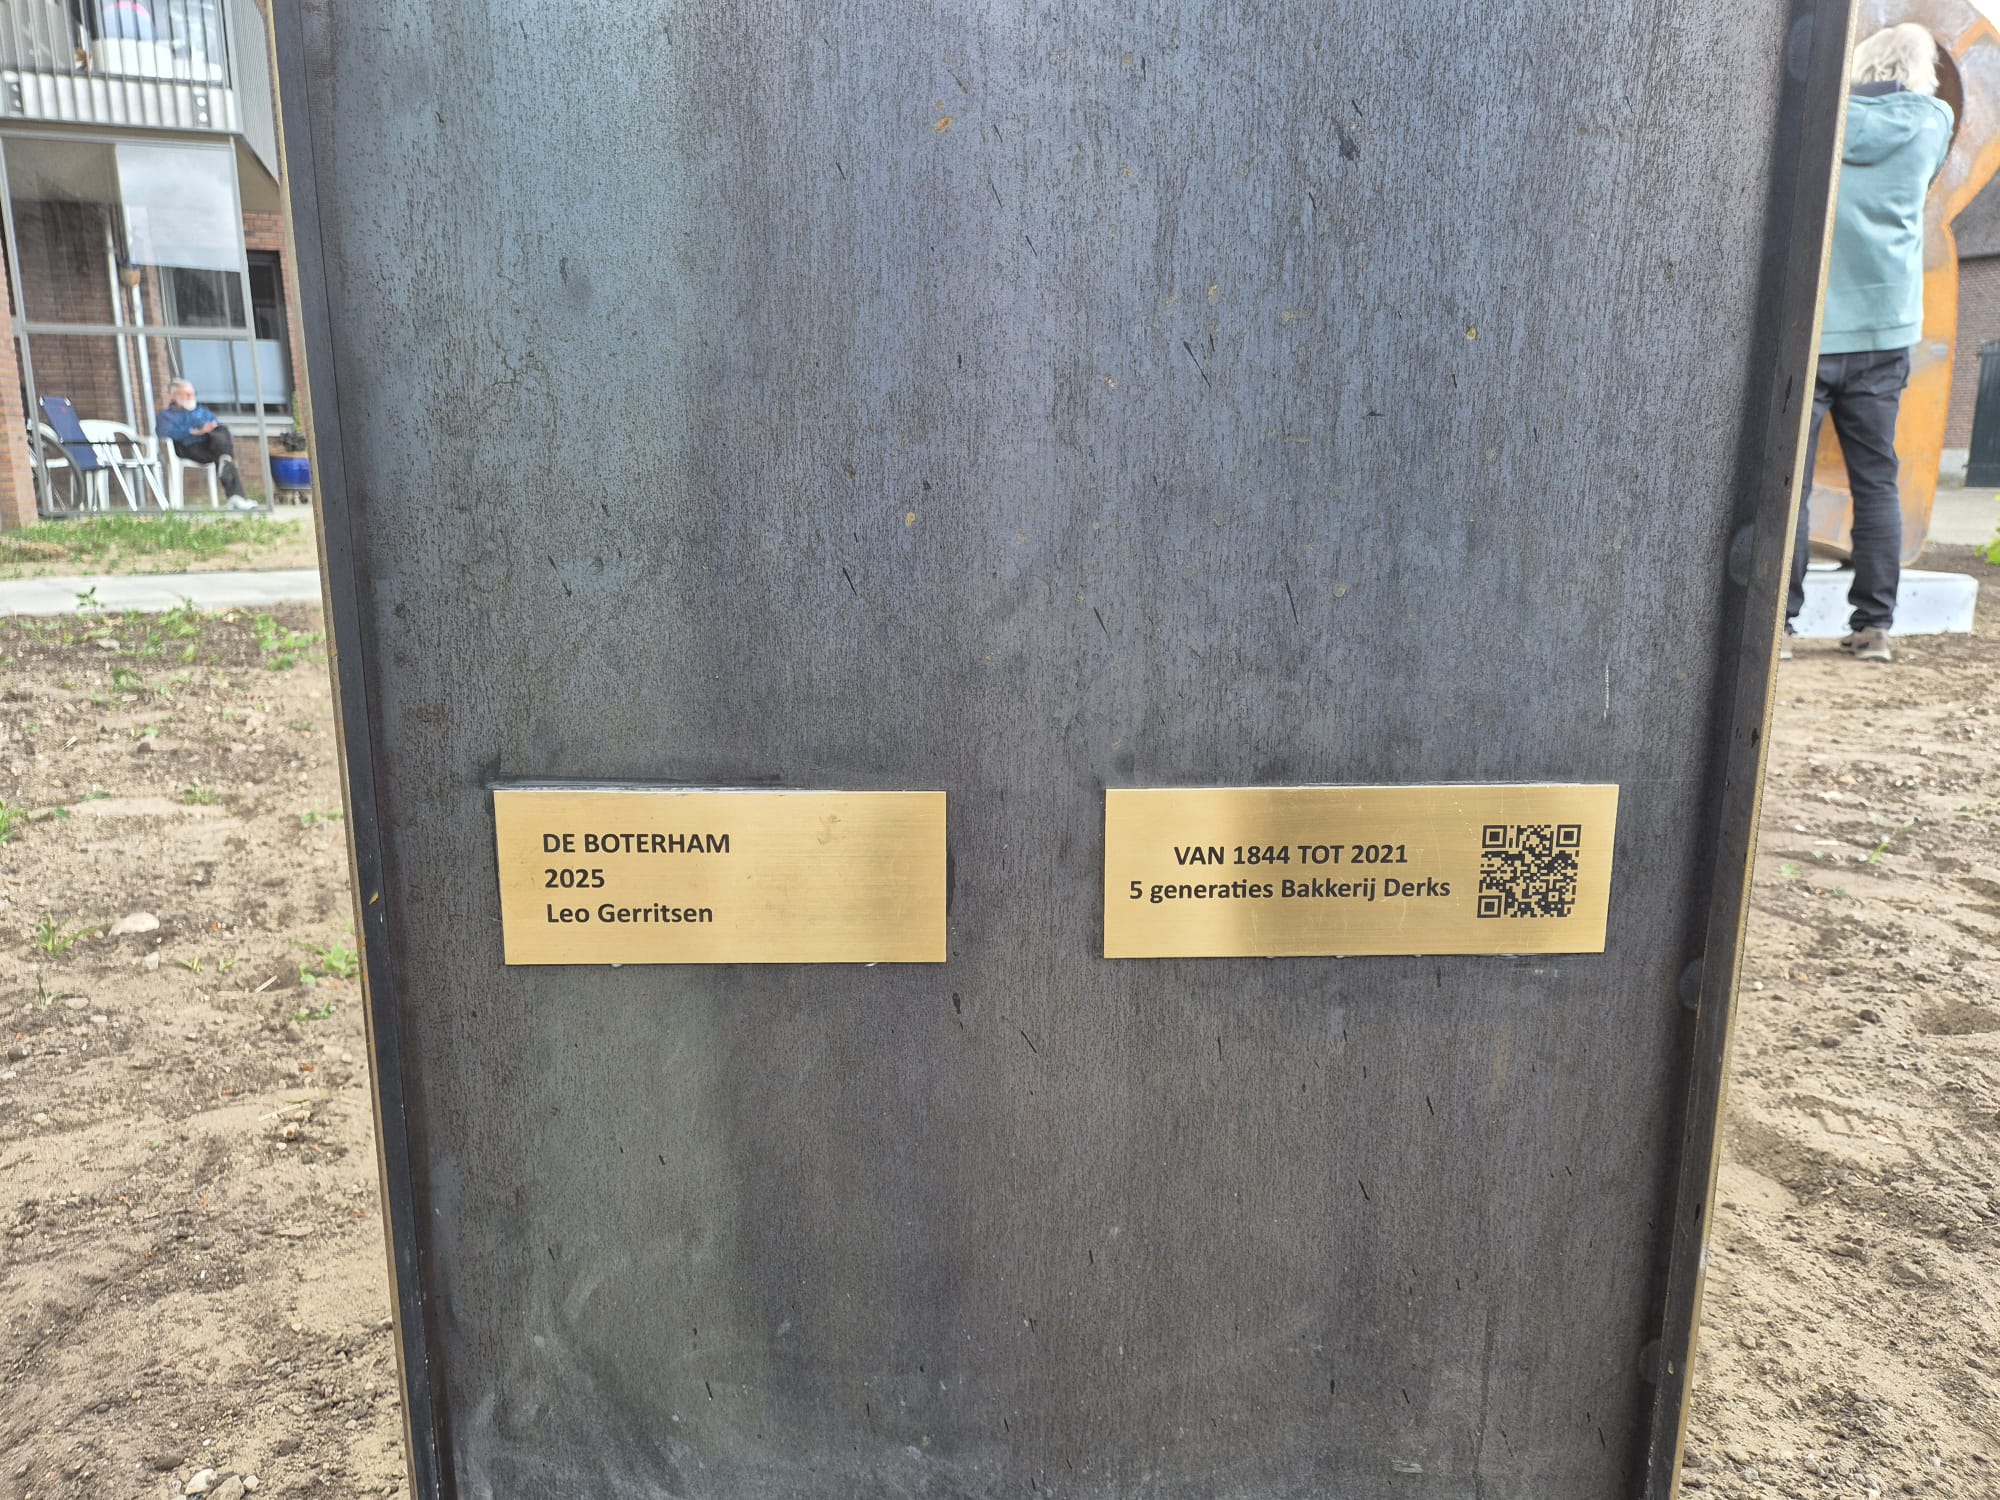 DE BOTERHAM
2025
Leo Gerritsen
VAN 1844 TOT 2021
5 generaties Bakkerij Derks